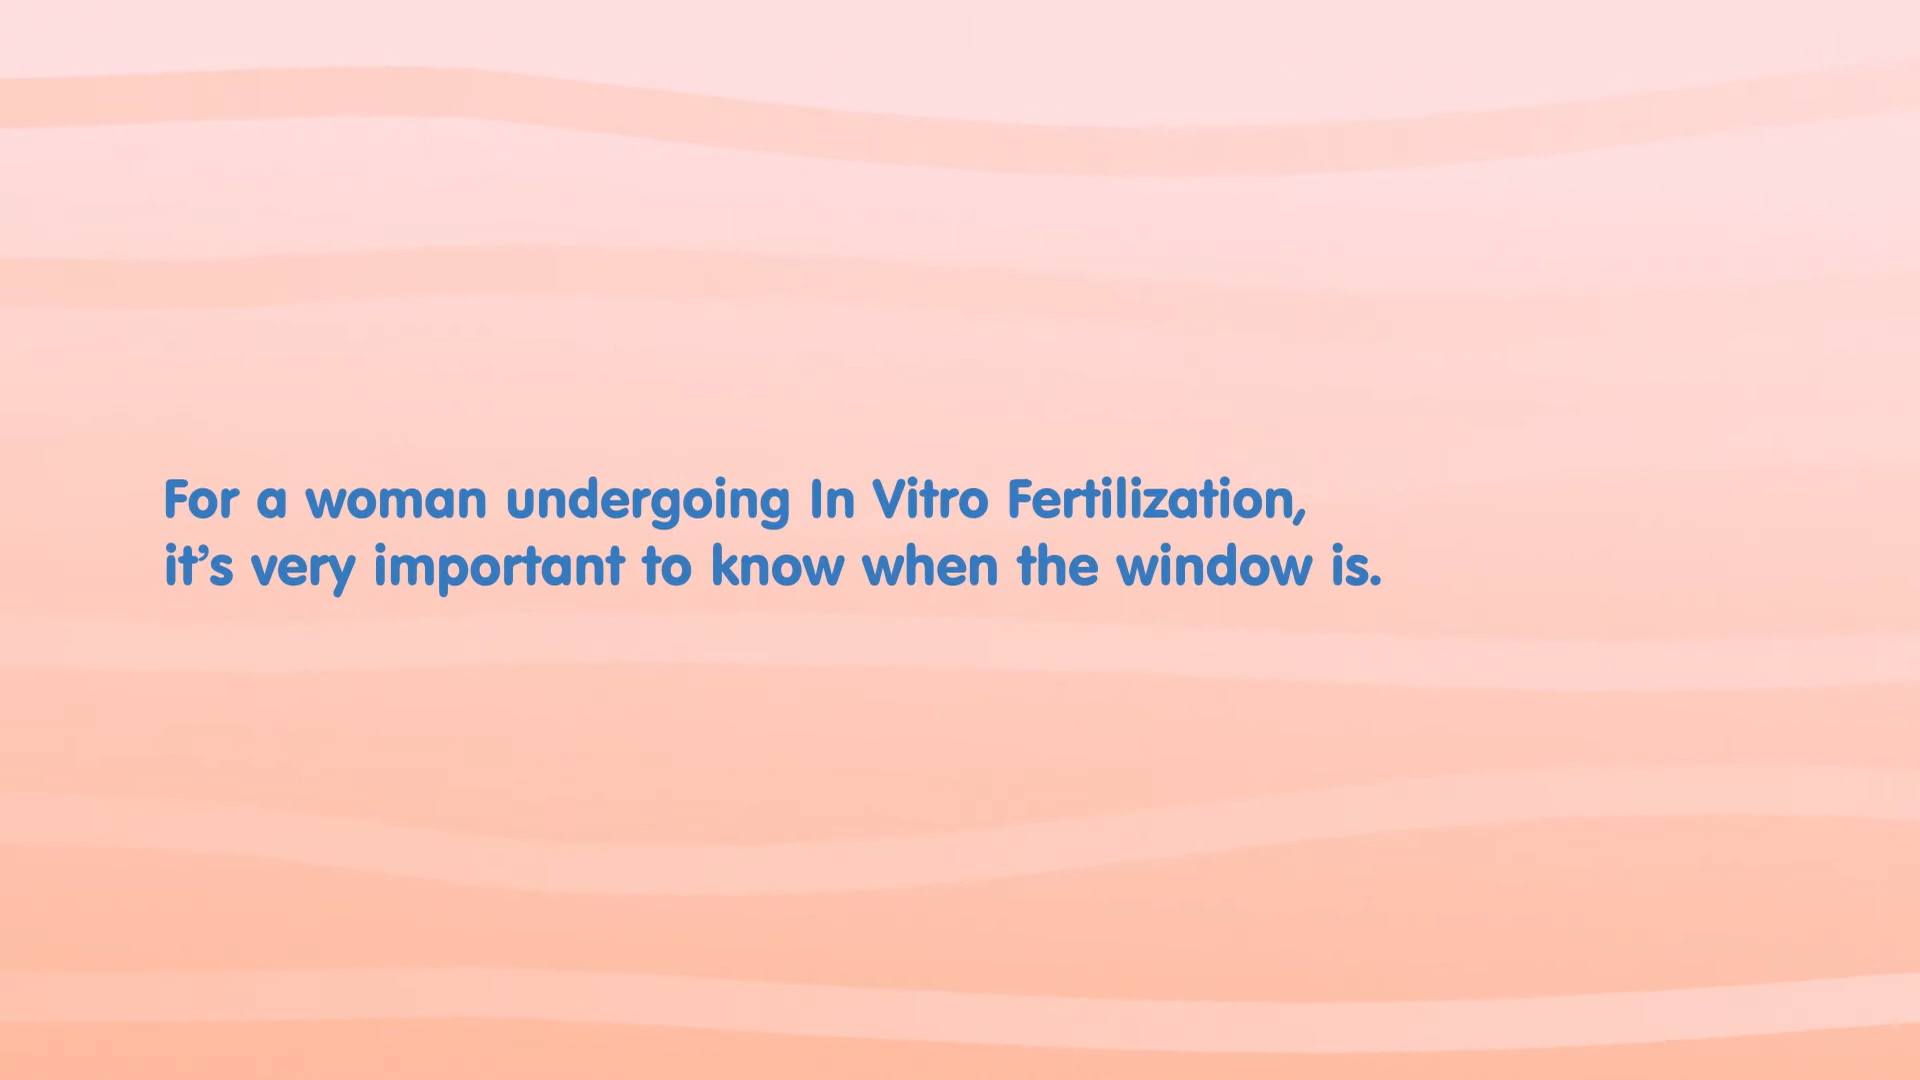 For a woman undergoing In Vitro Fertilization,
it’s very important to know when the window is.